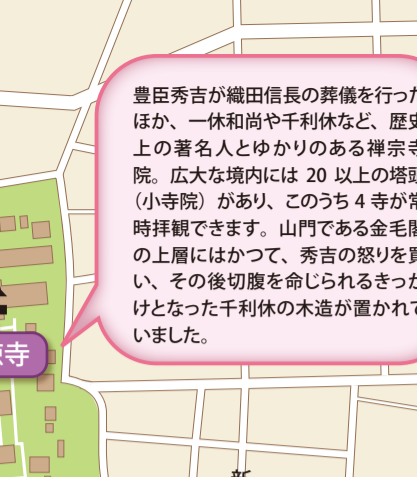 豊臣秀吉が織田信長の葬儀を行った
ほか、一休和尚や千利休など、歴史
上の著名人とゆかりのある禅宗寺
院。広大な境内には 20 以上の塔頭
（小寺院）があり、このうち 4 寺が常
時拝観できます。山門である金毛閣
の上層にはかつて、秀吉の怒りを買
い、その後切腹を命じられるきっか
けとなった千利休の木造が置かれて
いました。
寺